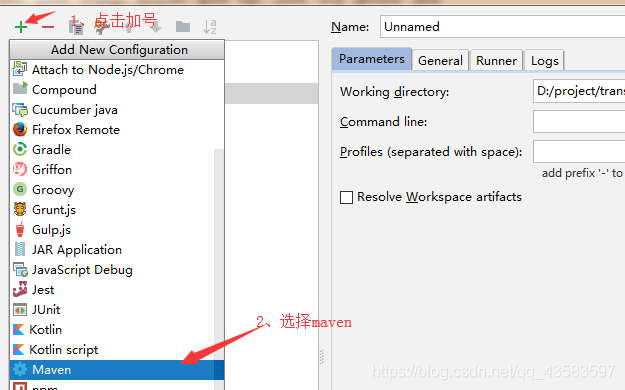 1、点击加号
Name: Unnamed
Add New Configuration
Attach to Node.js/Chrome
Compound
Cucumber java
Firefox Remote
Gradle
Griffon
Groovy
Grunt.js
Gulp.js
JAR Application
JavaScript Debug
Jest
JUnit
Kotlin
Kotlin script
Maven
npm
Parameters General Runner Logs
Working directory: D:/project/trans
Command line:
Profiles (separated with space):
add prefix '-' to
Resolve Workspace artifacts
2、选择maven
https://blog.csdn.net/qq_43583597